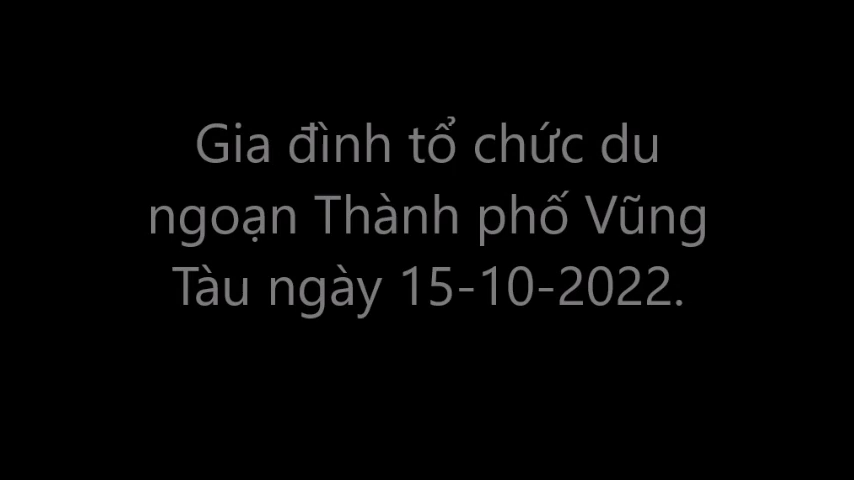 Gia đình tổ chức du
ngoạn Thành phố Vũng
Tàu ngày 15-10-2022.